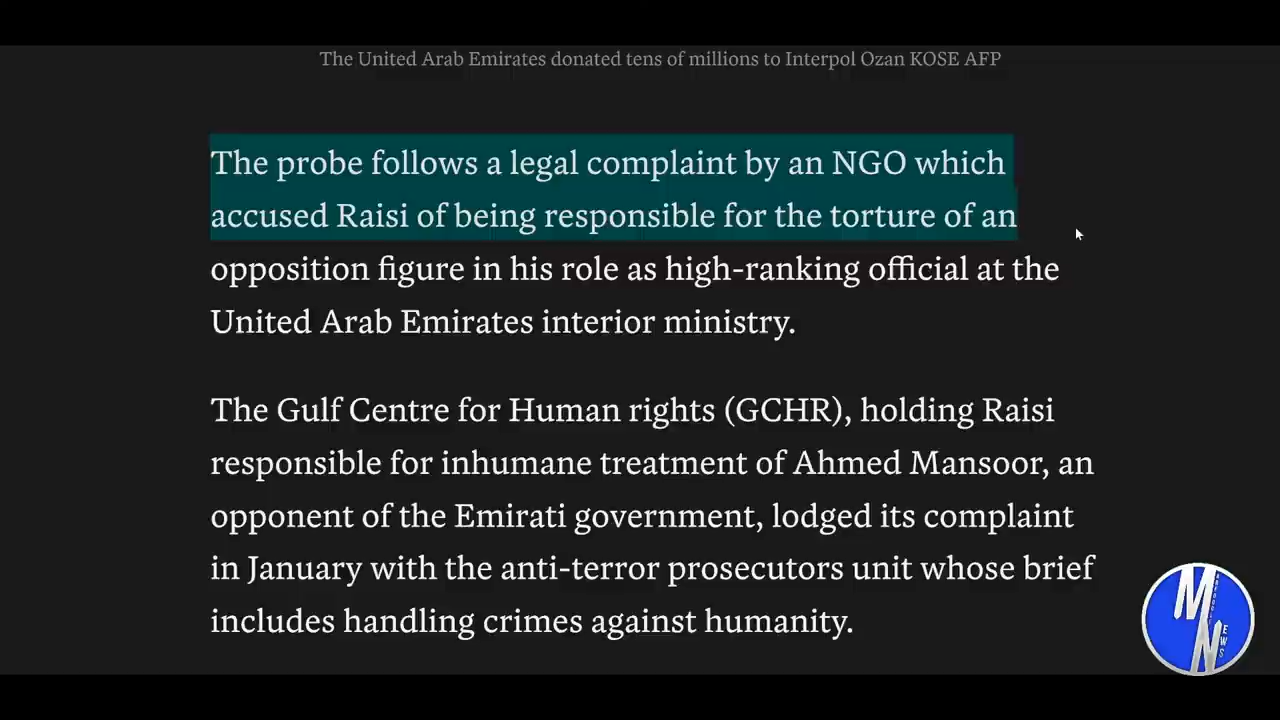 The United Arab Emirates donated tens of millions to Interpol Ozan KOSE AFP
The probe follows a legal complaint by an NGO which
accused Raisi of being responsible for the torture of an
opposition figure in his role as high-ranking official at the
United Arab Emirates interior ministry.
The Gulf Centre for Human rights (GCHR), holding Raisi
responsible for inhumane treatment of Ahmed Mansoor, an
opponent of the Emirati government, lodged its complaint
in January with the anti-terror prosecutors unit whose brief
includes handling crimes against humanity.
M
NEWS